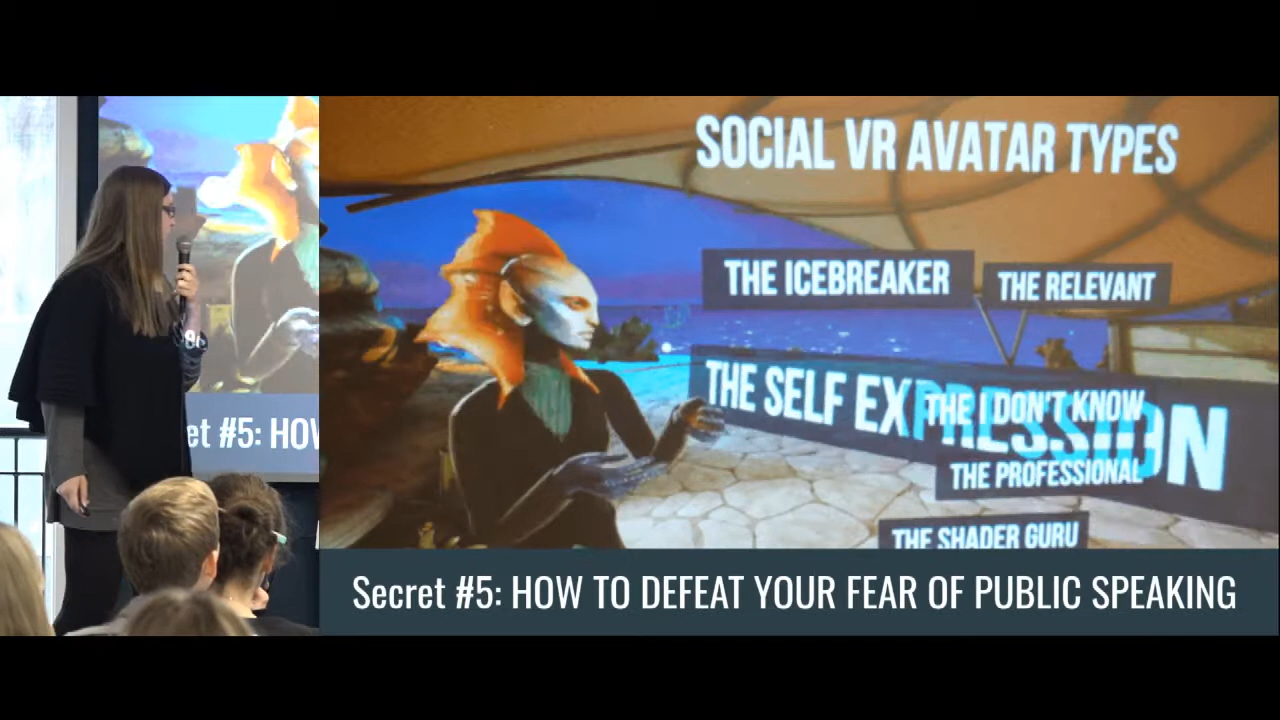 SOCIAL VR AVATAR TYPES
THE ICEBREAKER
THE RELEVANT
THE SELF EXPRESSION
THE I DON'T KNOW
THE PROFESSIONAL
THE SHADER GURU
et #5: HOW
Secret #5: HOW TO DEFEAT YOUR FEAR OF PUBLIC SPEAKING